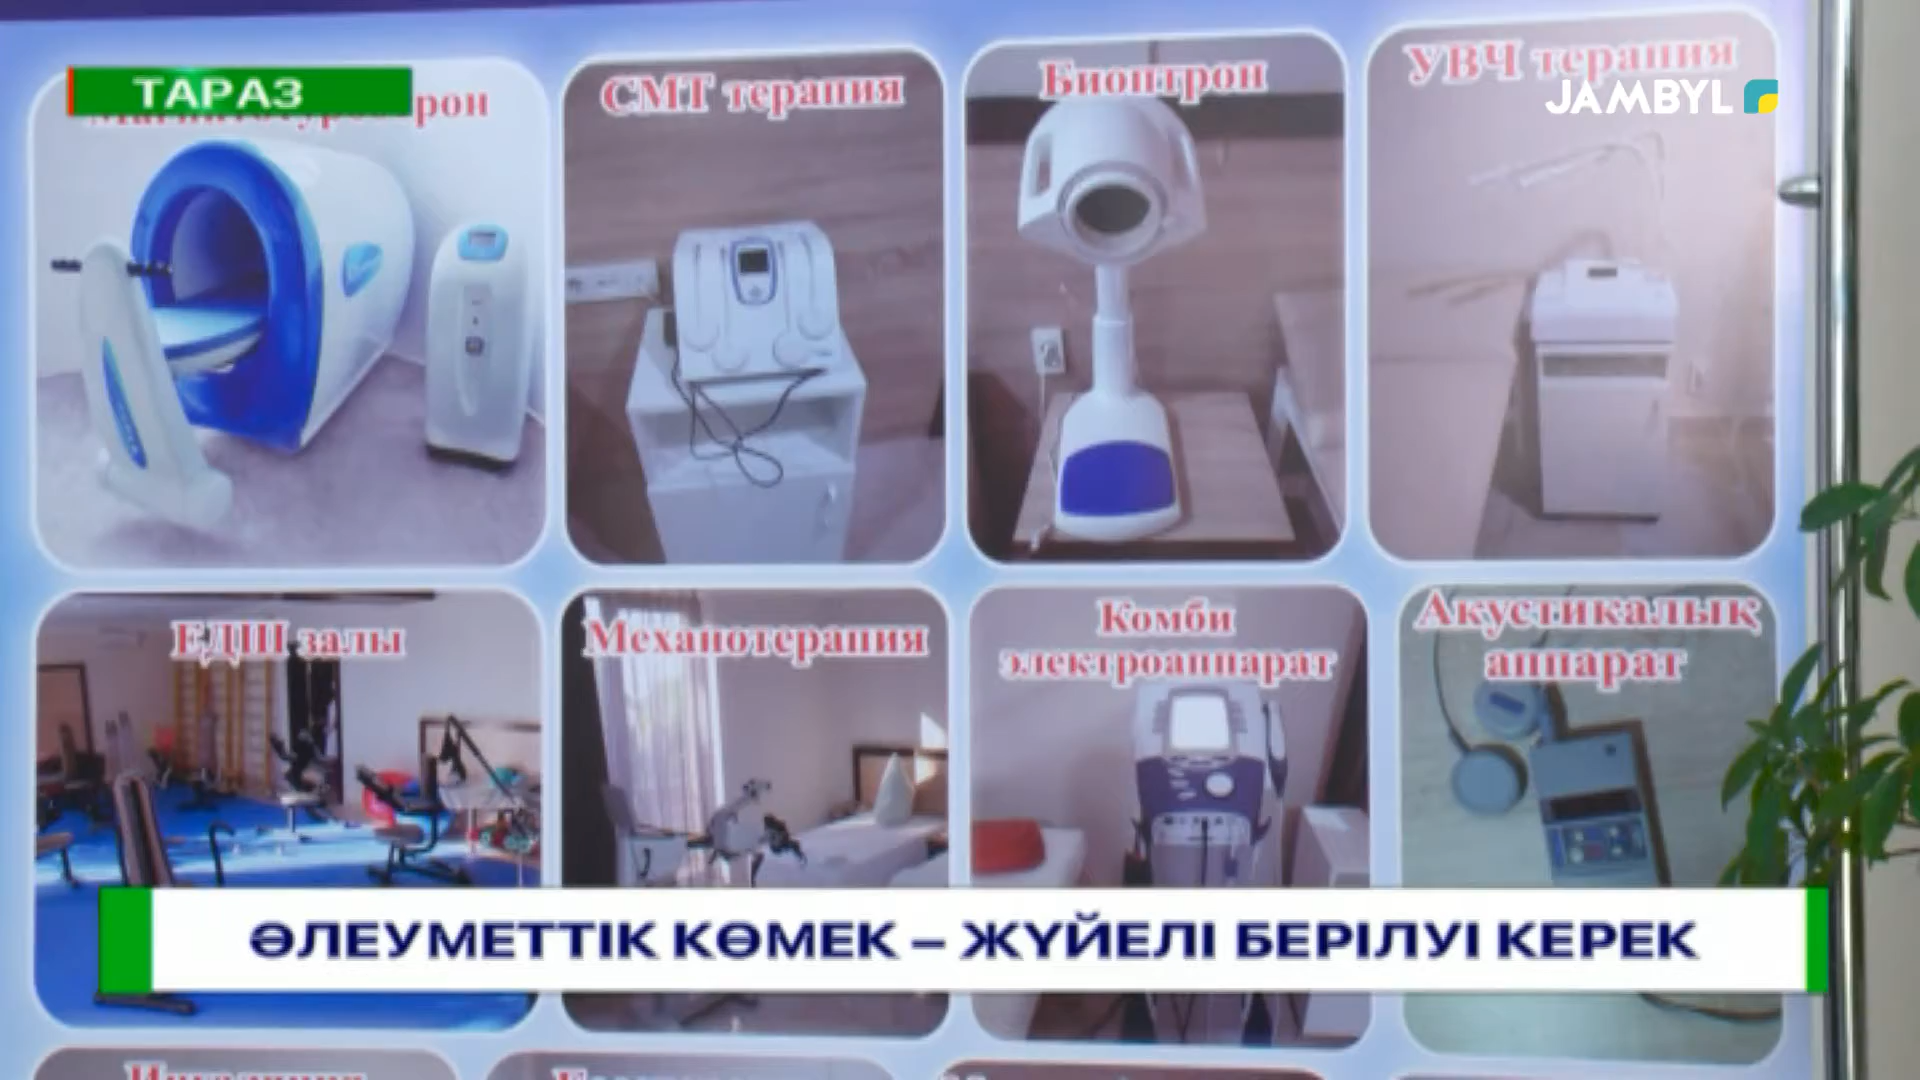 ТАРАЗ
СМТ терапия
Биоптрон
УВЧ терапия
JAMBYL
ЕДШ залы
Механотерапия
Комби
электроаппарат
Акустикалық
аппарат
ӘЛЕУМЕТТІК КӨМЕК – ЖҮЙЕЛІ БЕРІЛУІ КЕРЕК